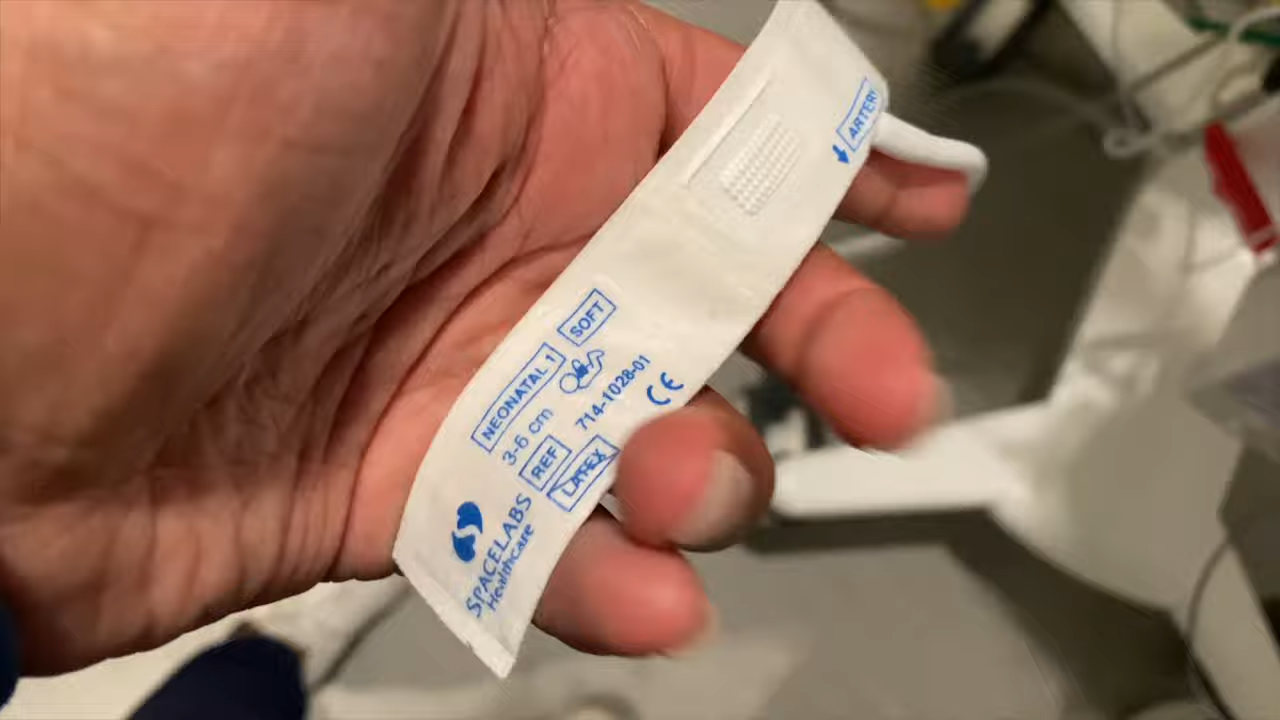 ↓ ARTERY
SOFT
NEONATAL 1
3-6 cm
REF 714-1028-01
LATEX
CE
SPACELABS
Healthcare